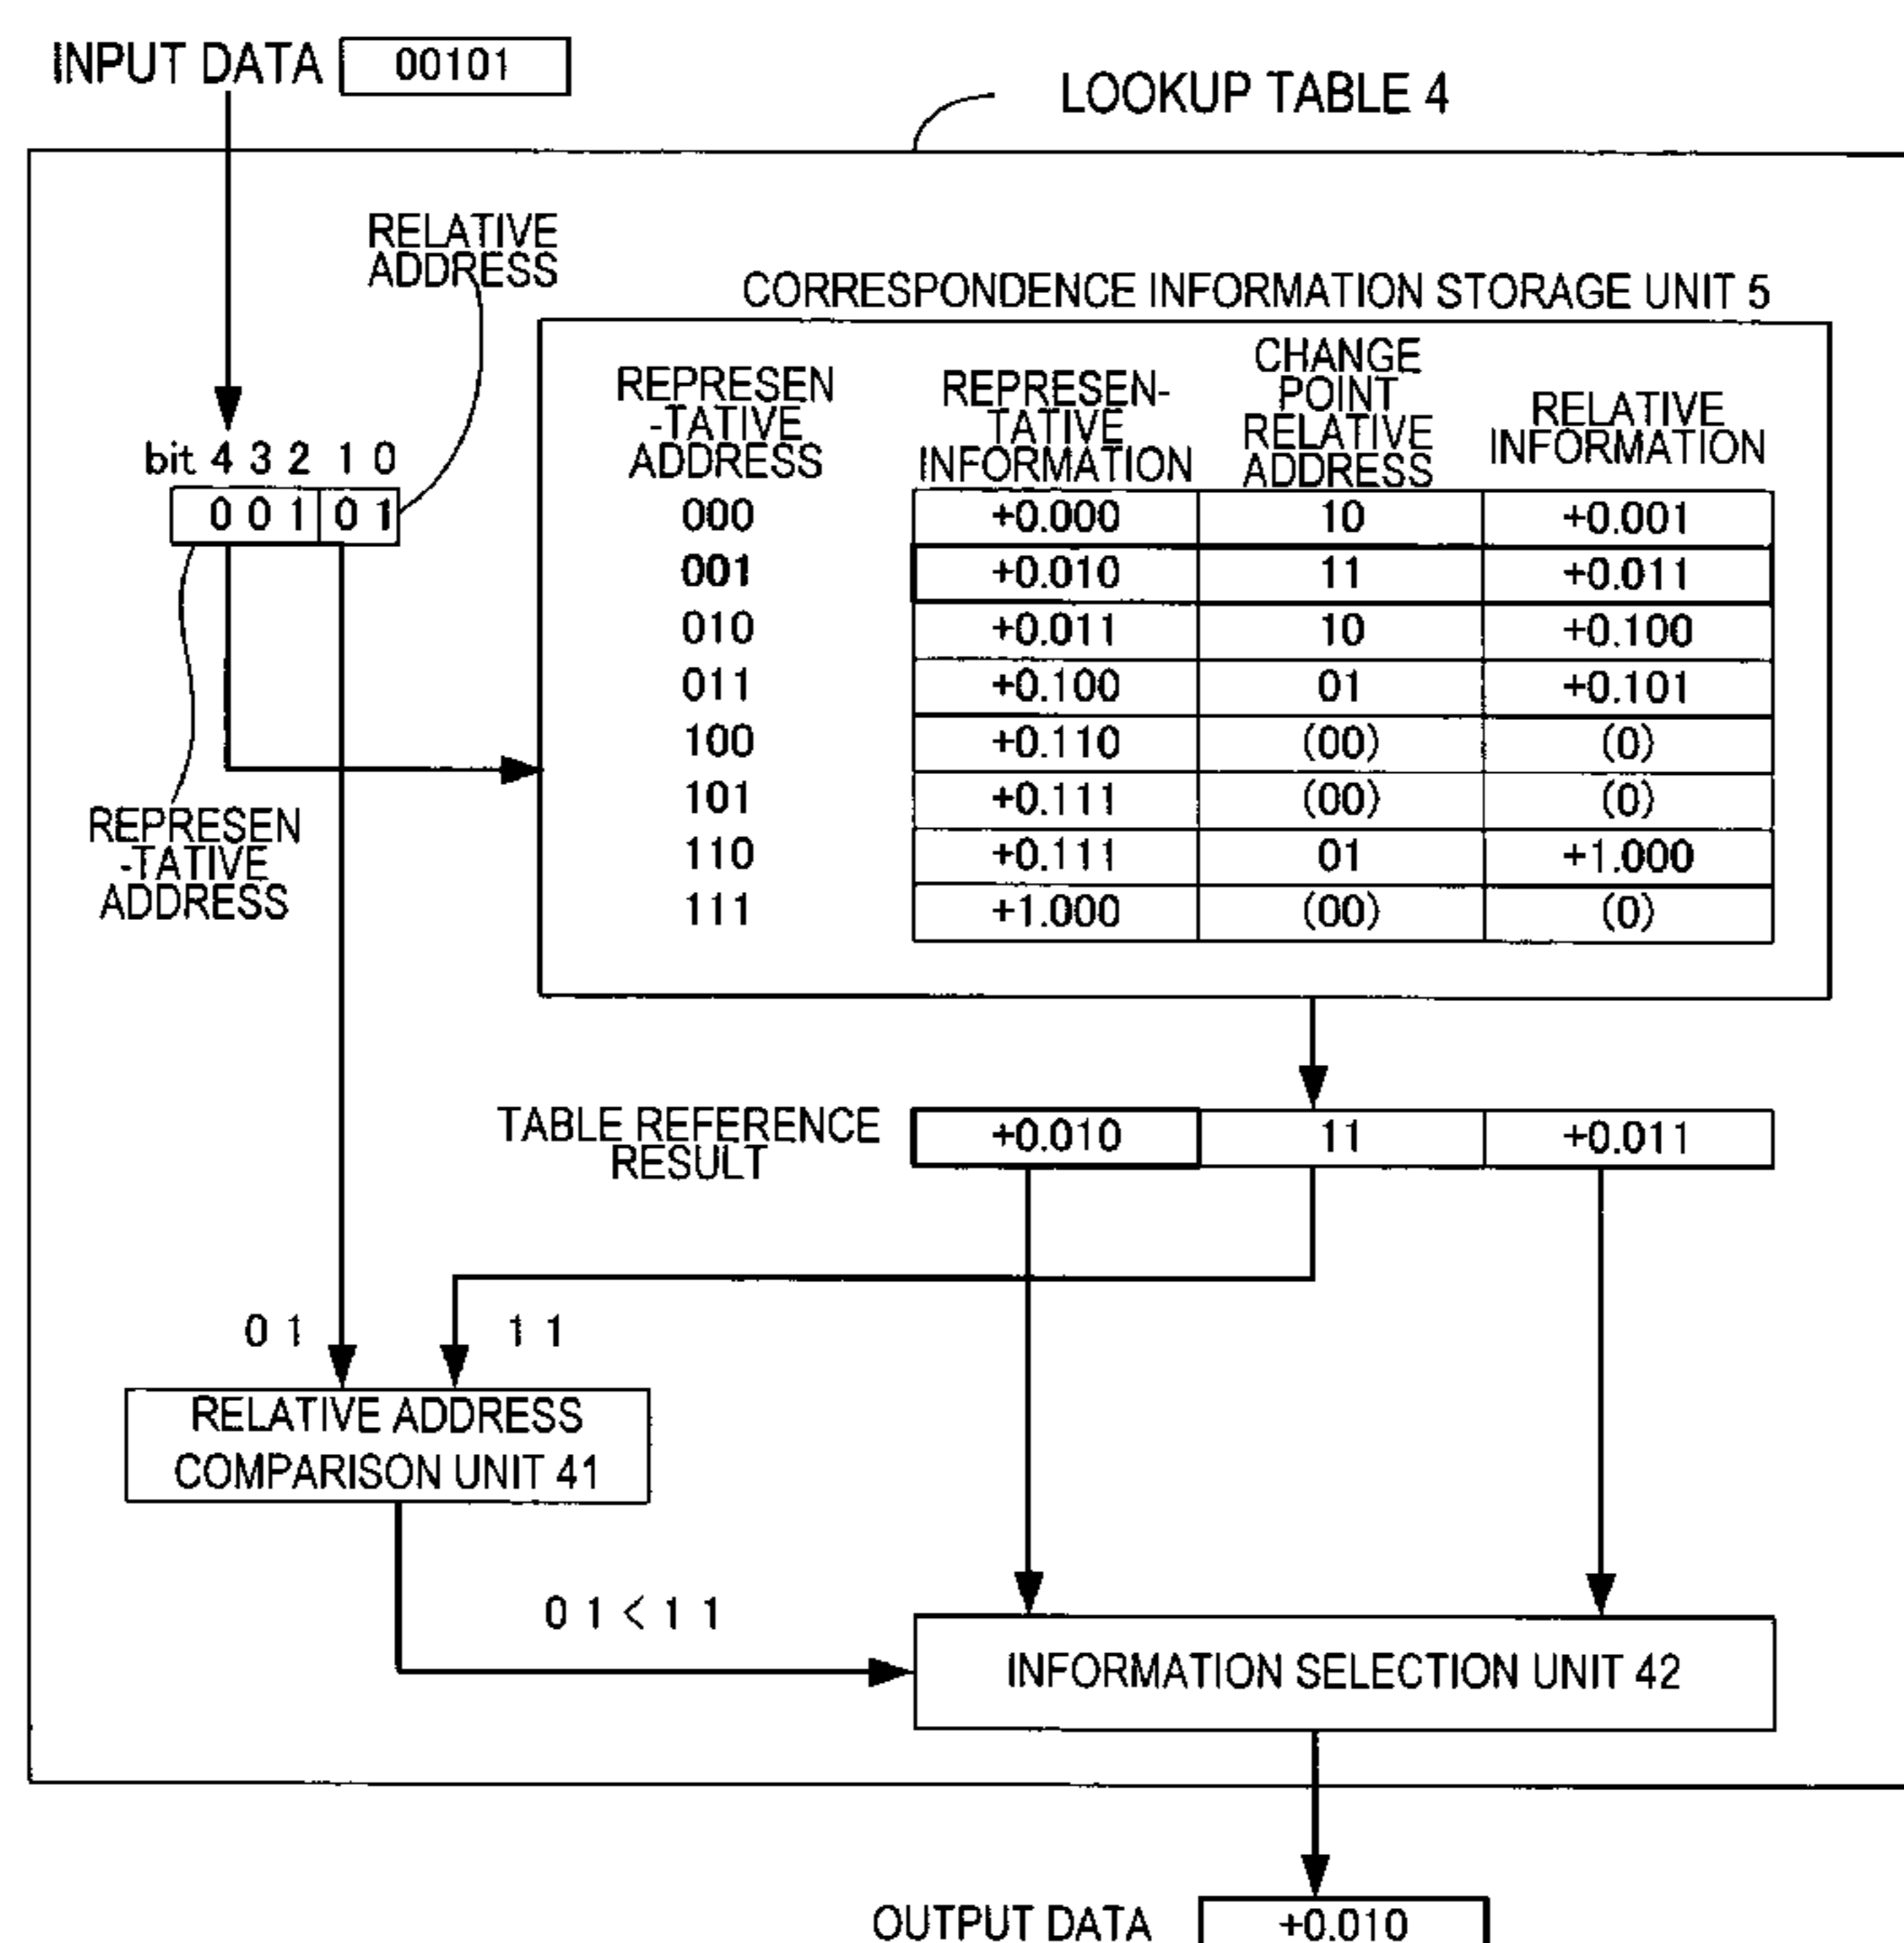 INPUT DATA 00101
LOOKUP TABLE 4
RELATIVE
ADDRESS
CORRESPONDENCE INFORMATION STORAGE UNIT 5
REPRESEN
-TATIVE
ADDRESS
REPRESEN-
TATIVE
INFORMATION
CHANGE
POINT
RELATIVE
ADDRESS
RELATIVE
INFORMATION
bit 4 3 2 1 0
0 0 1 0 1
000 +0.000 10 +0.001
001 +0.010 11 +0.011
010 +0.011 10 +0.100
011 +0.100 01 +0.101
100 +0.110 (00) (0)
101 +0.111 (00) (0)
110 +0.111 01 +1.000
111 +1.000 (00) (0)
REPRESEN
-TATIVE
ADDRESS
TABLE REFERENCE
RESULT
+0.010 11 +0.011
0 1 1 1
RELATIVE ADDRESS
COMPARISON UNIT 41
0 1 < 1 1
INFORMATION SELECTION UNIT 42
OUTPUT DATA +0.010